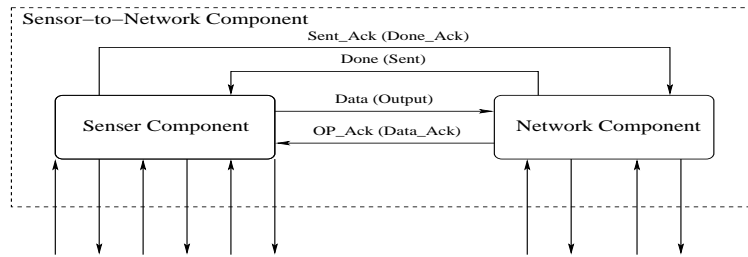 Sensor-to-Network Component
Sent_Ack (Done_Ack)
Done (Sent)
Data (Output)
Senser Component
Network Component
OP_Ack (Data_Ack)